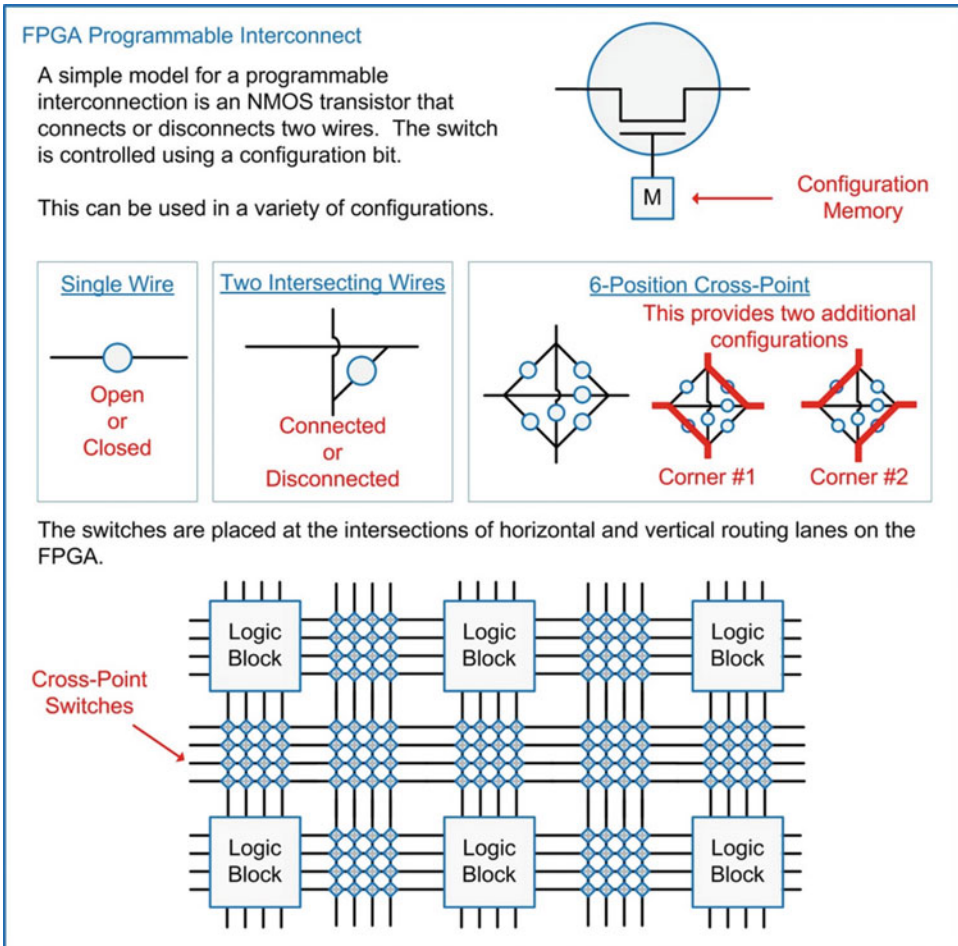 FPGA Programmable Interconnect
A simple model for a programmable
interconnection is an NMOS transistor that
connects or disconnects two wires.  The switch
is controlled using a configuration bit.
This can be used in a variety of configurations.
M
Configuration
Memory
Single Wire
Open
or
Closed
Two Intersecting Wires
Connected
or
Disconnected
6-Position Cross-Point
This provides two additional
configurations
Corner #1
Corner #2
The switches are placed at the intersections of horizontal and vertical routing lanes on the
FPGA.
Logic
Block
Logic
Block
Logic
Block
Cross-Point
Switches
Logic
Block
Logic
Block
Logic
Block